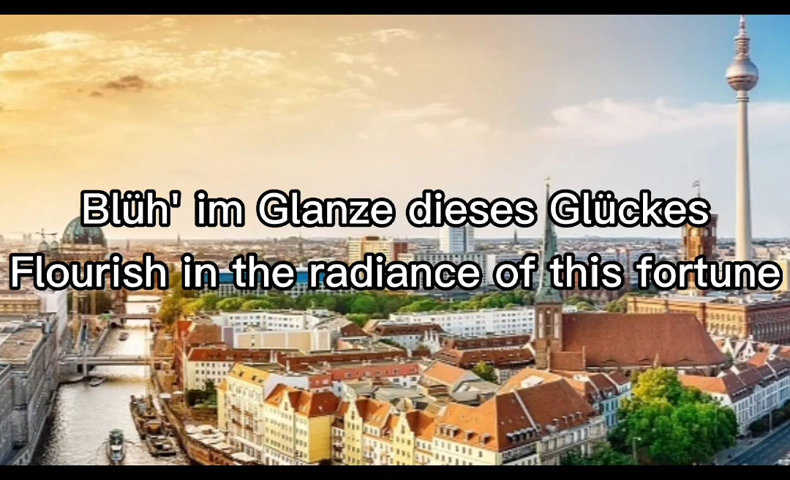 Blüh' im Glanze dieses Glückes
Flourish in the radiance of this fortune